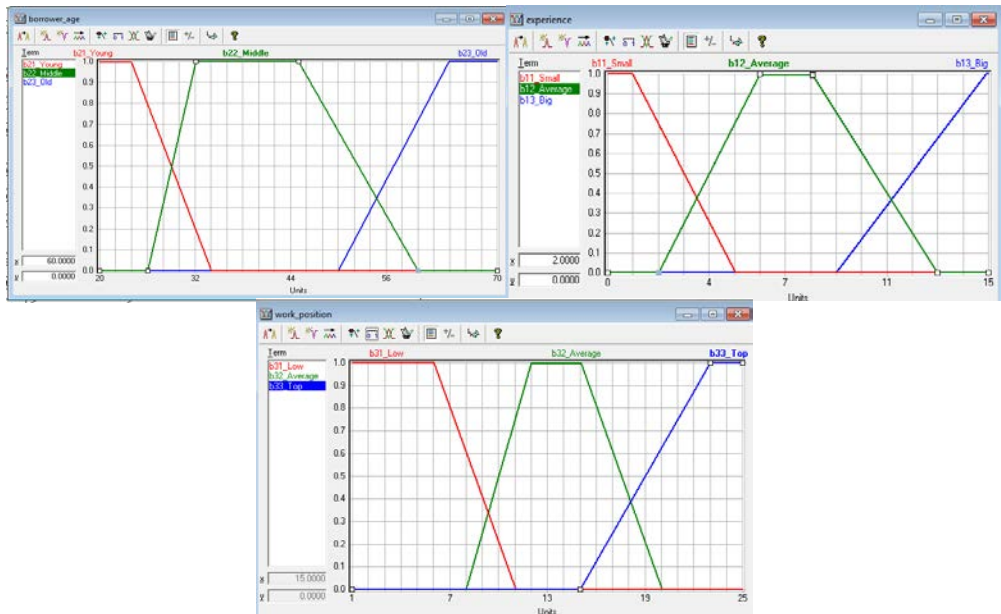 borrower_age
Term
b21_Young
b22_Middle
b23_Old
b21_Young b22_Middle b23_Old
1.0
0.9
0.8
0.7
0.6
0.5
0.4
0.3
0.2
0.1
0.0
x 60.0000
y 0.0000
20 32 44 56 70
Units
experience
Term
b11_Small
b12_Average
b13_Big
b11_Small b12_Average b13_Big
1.0
0.9
0.8
0.7
0.6
0.5
0.4
0.3
0.2
0.1
0.0
x 2.0000
y 0.0000
0 4 7 11 15
Units
work_position
Term
b31_Low
b32_Average
b33_Top
b31_Low b32_Average b33_Top
1.0
0.9
0.8
0.7
0.6
0.5
0.4
0.3
0.2
0.1
0.0
x 15.0000
y 0.0000
1 7 13 19 25
Units